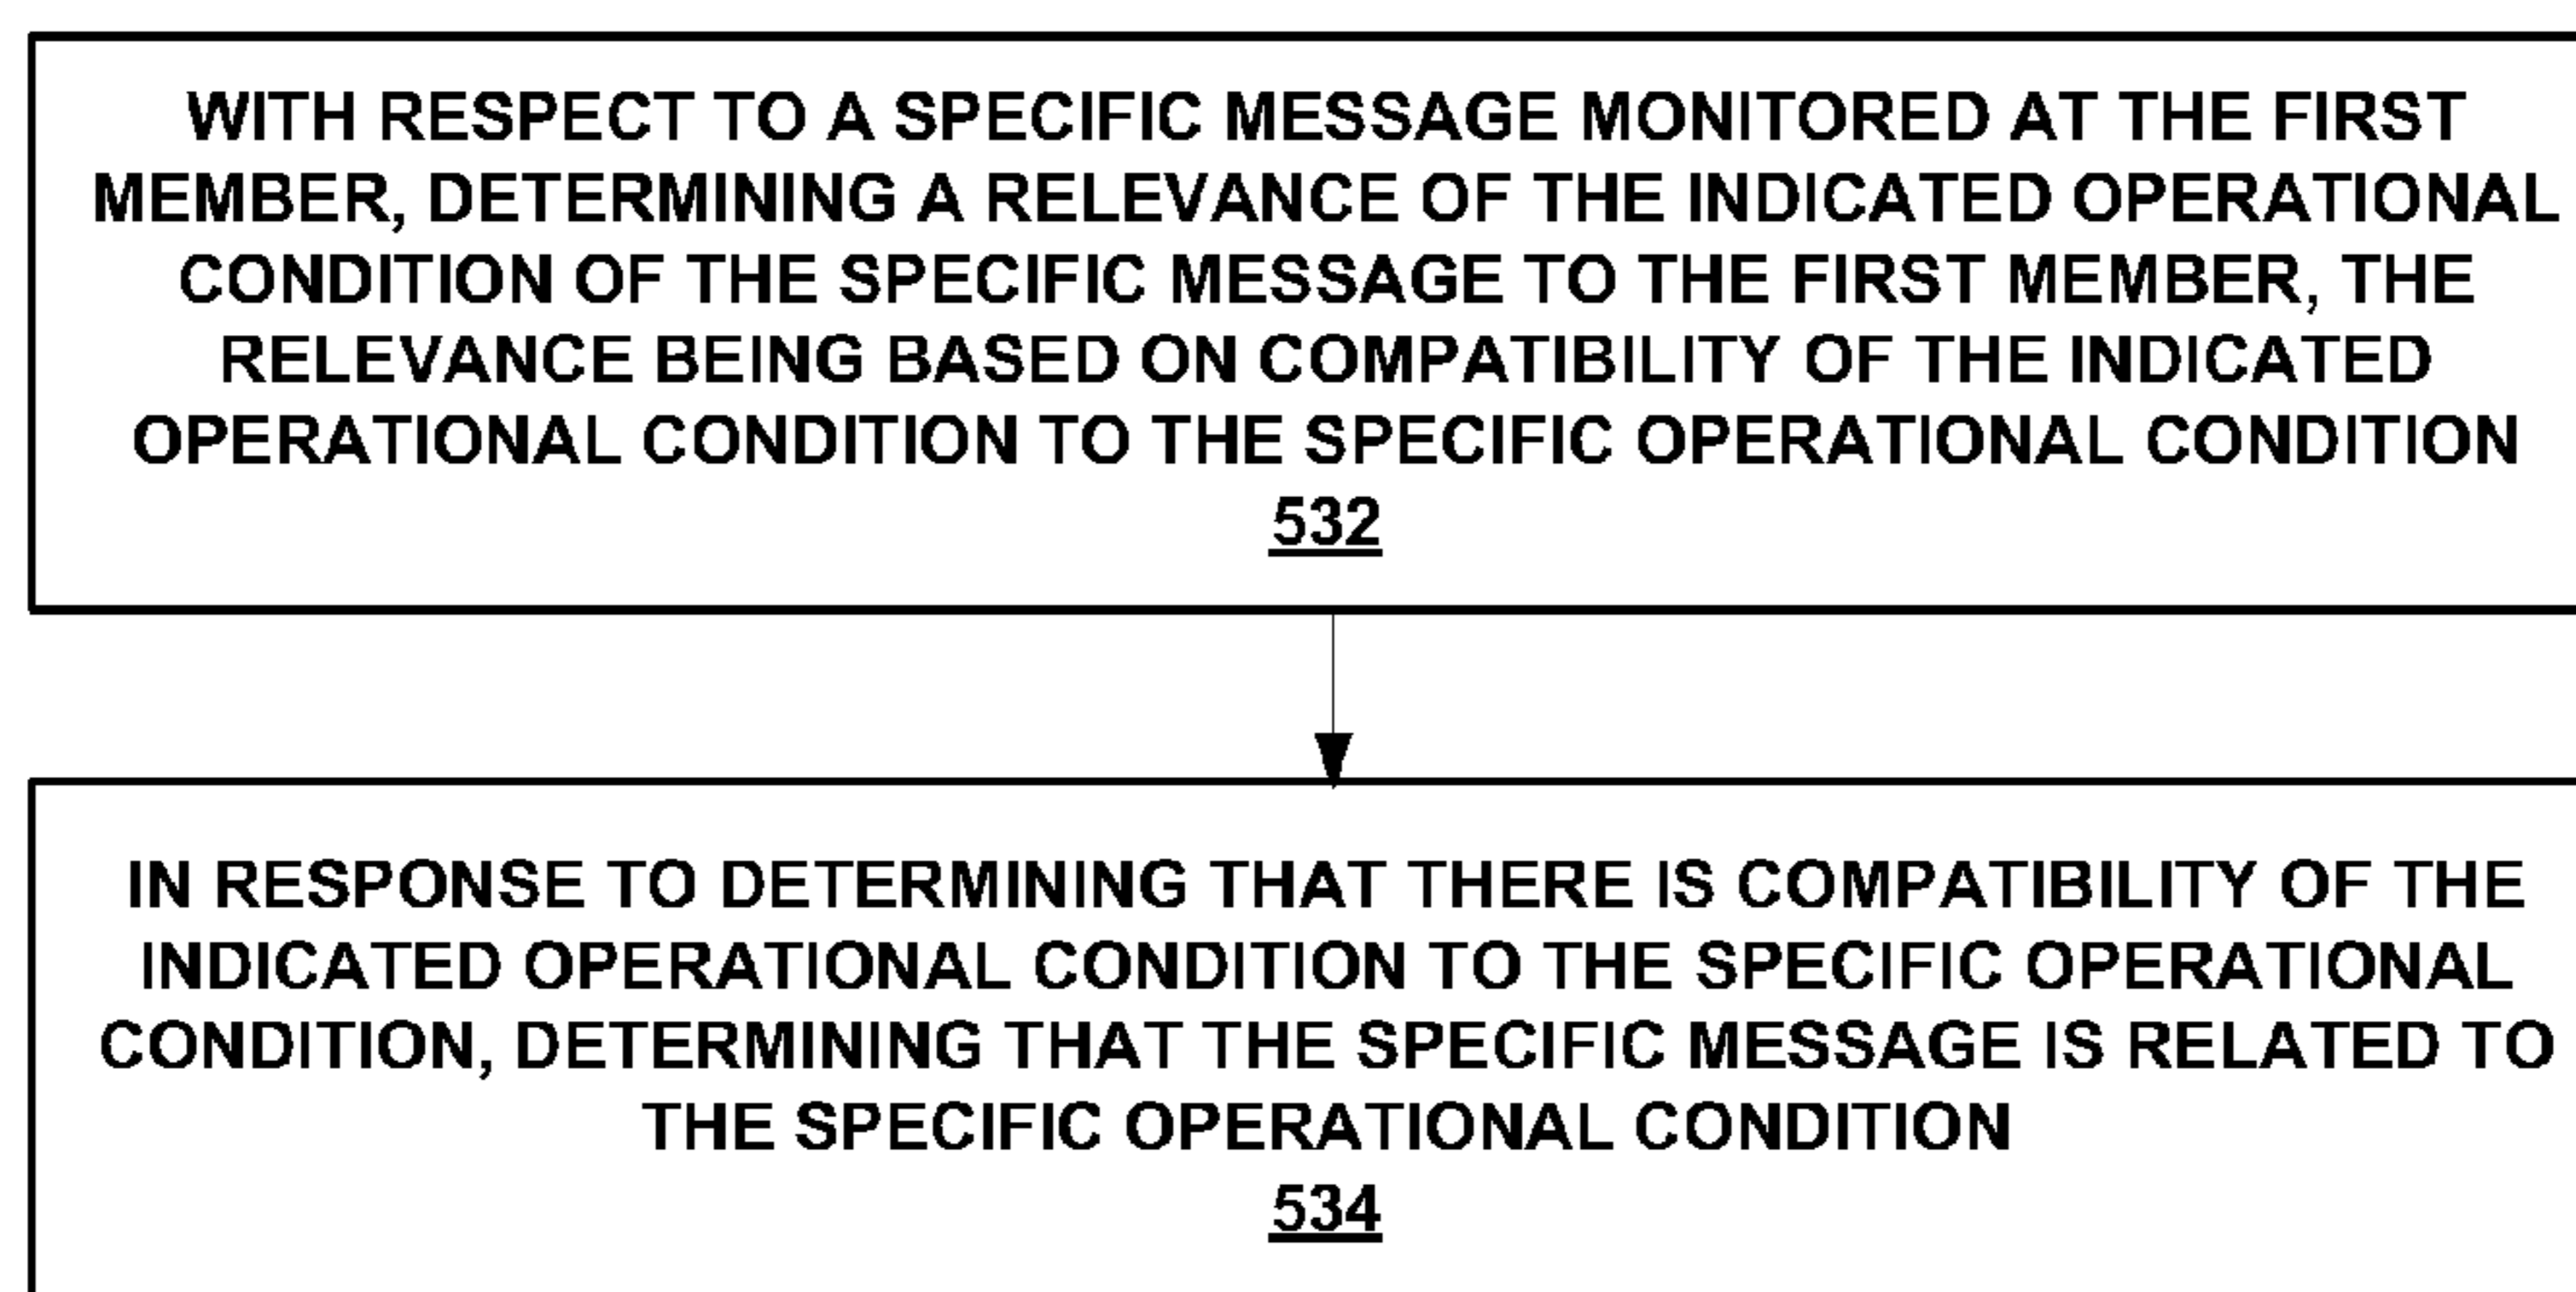 WITH RESPECT TO A SPECIFIC MESSAGE MONITORED AT THE FIRST
MEMBER, DETERMINING A RELEVANCE OF THE INDICATED OPERATIONAL
CONDITION OF THE SPECIFIC MESSAGE TO THE FIRST MEMBER, THE
RELEVANCE BEING BASED ON COMPATIBILITY OF THE INDICATED
OPERATIONAL CONDITION TO THE SPECIFIC OPERATIONAL CONDITION
532
IN RESPONSE TO DETERMINING THAT THERE IS COMPATIBILITY OF THE
INDICATED OPERATIONAL CONDITION TO THE SPECIFIC OPERATIONAL
CONDITION, DETERMINING THAT THE SPECIFIC MESSAGE IS RELATED TO
THE SPECIFIC OPERATIONAL CONDITION
534